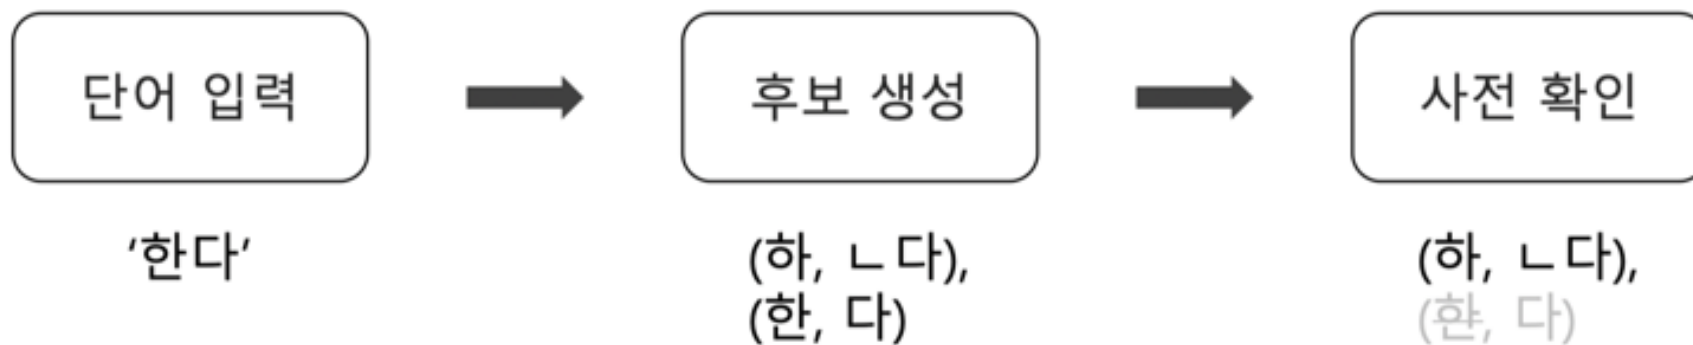 단어 입력
후보 생성
사전 확인
'한다'
(하, ㄴ다),
(한, 다)
(하, ㄴ다),
(한, 다)